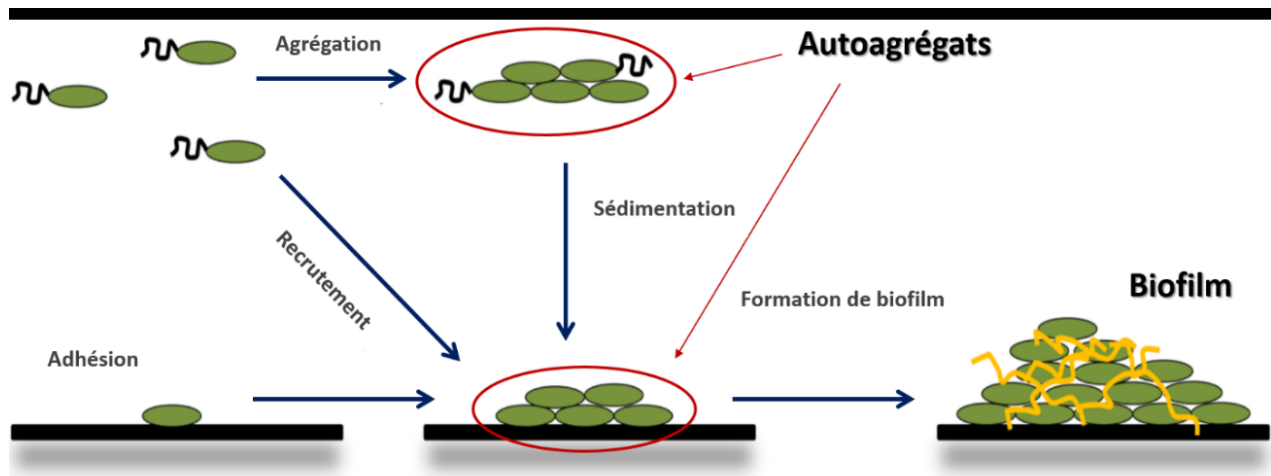 Agrégation
Autoagrégats
Sédimentation
Recrutement
Formation de biofilm
Biofilm
Adhésion